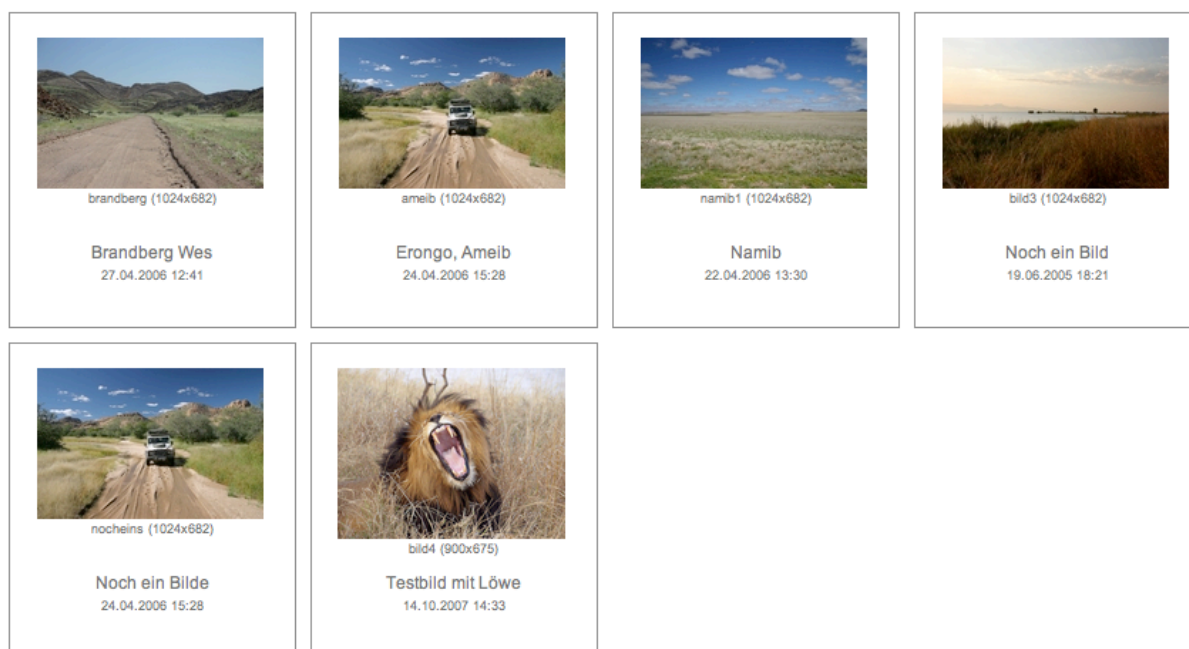 brandberg (1024x682)
Brandberg Wes
27.04.2006 12:41
ameib (1024x682)
Erongo, Ameib
24.04.2006 15:28
namib1 (1024x682)
Namib
22.04.2006 13:30
bild3 (1024x682)
Noch ein Bild
19.06.2005 18:21
nocheins (1024x682)
Noch ein Bilde
24.04.2006 15:28
bild4 (900x675)
Testbild mit Löwe
14.10.2007 14:33